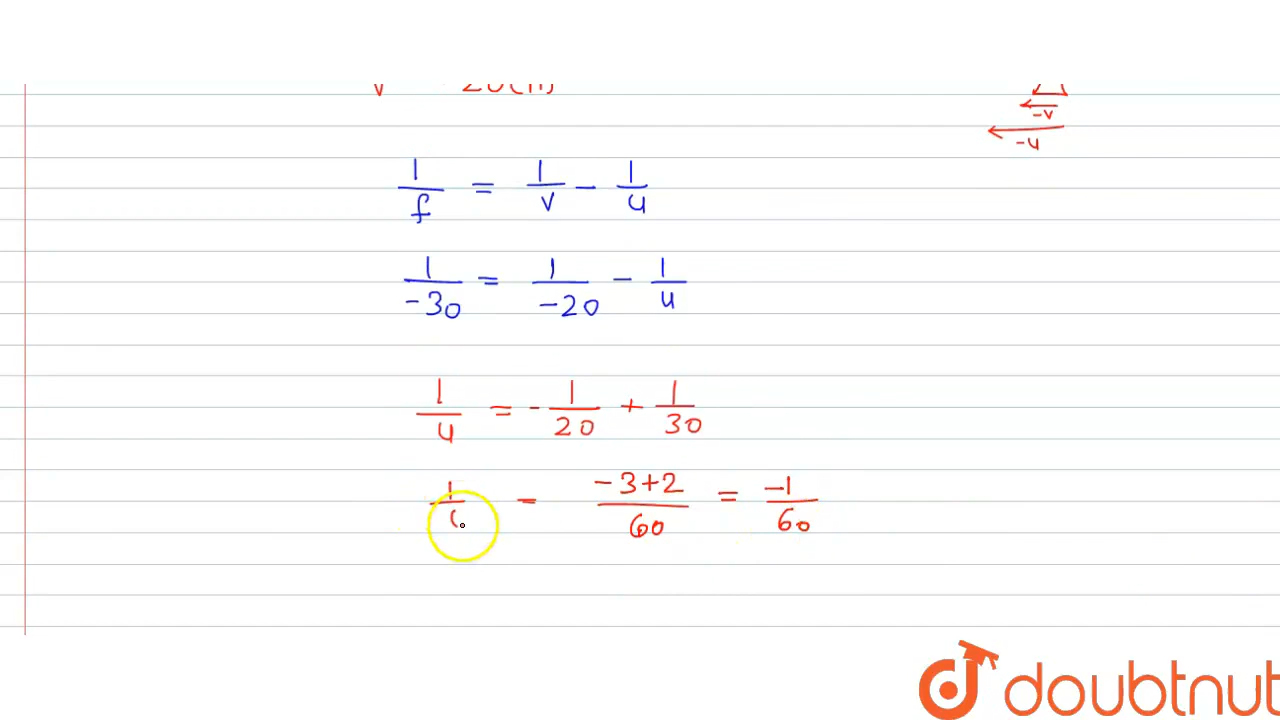 -v
-u
1/f = 1/v - 1/u
1/-30 = 1/-20 - 1/u
1/u = -1/20 + 1/30
1/ = -3+2/60 = -1/60
doubtnut